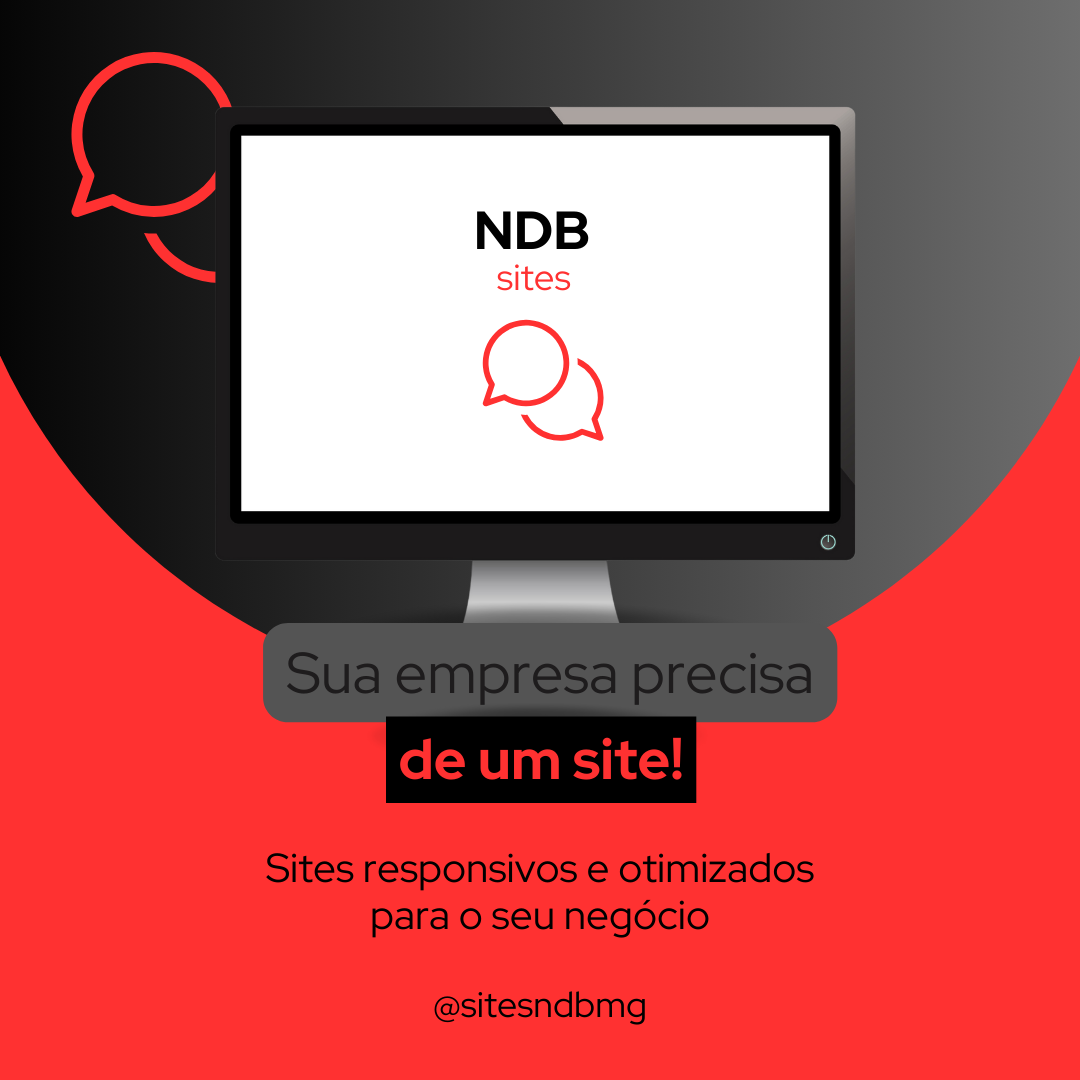 NDB
sites
Sua empresa precisa
de um site!
Sites responsivos e otimizados
para o seu negócio
@sitesndbmg